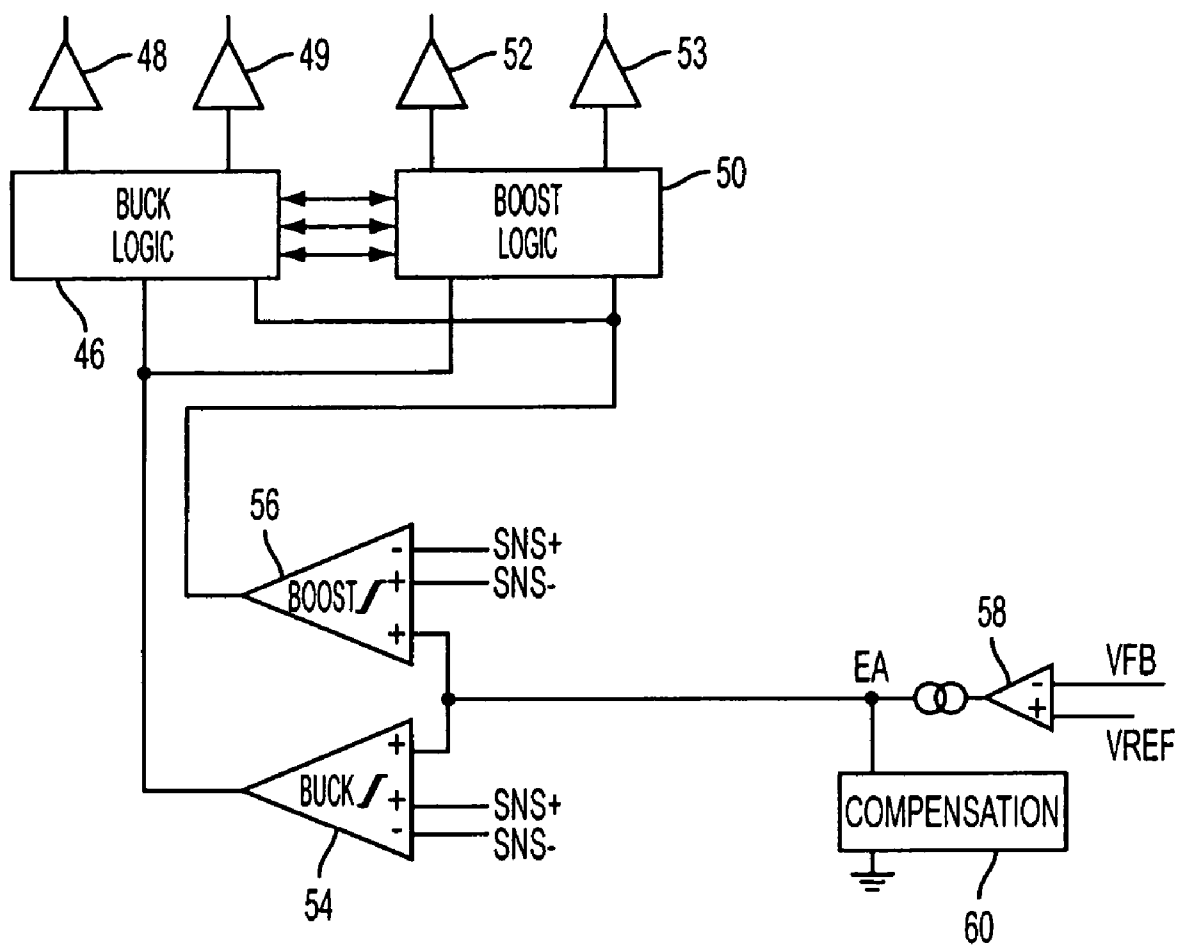 48
49
52
53
BUCK
LOGIC
BOOST
LOGIC
50
46
56
-
SNS+
+
SNS-
BOOST
+
58
EA
-
VFB
+
VREF
+
BUCK
+
SNS+
-
SNS-
COMPENSATION
54
60